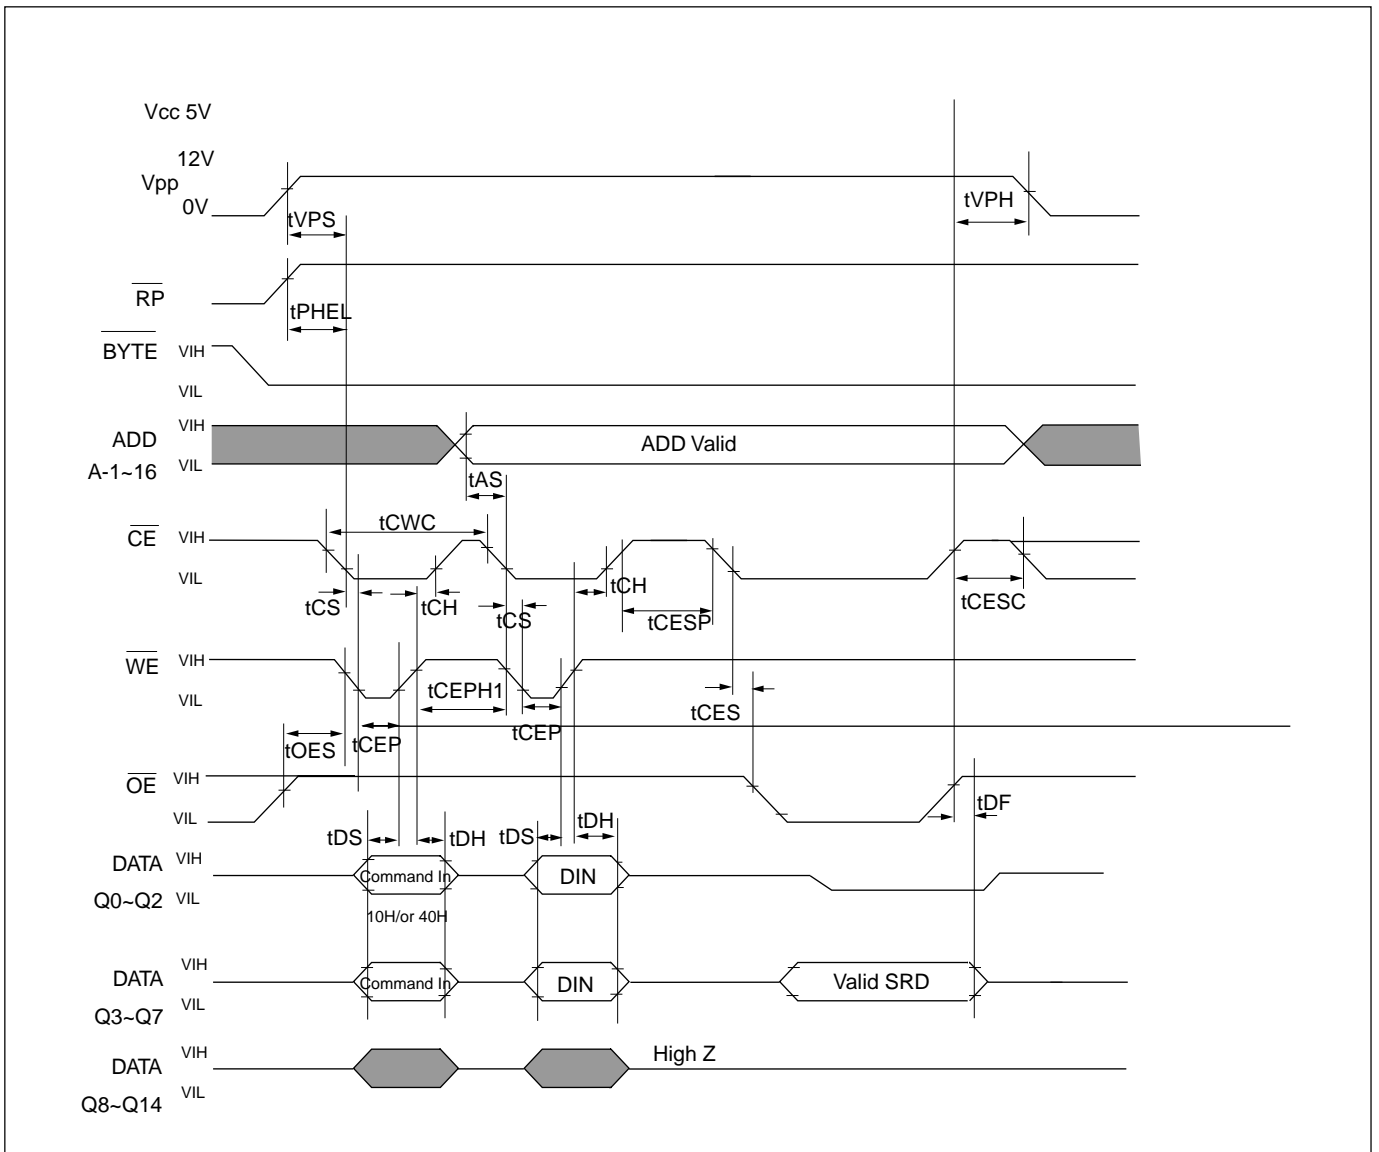 Vcc 5V
12V
Vpp
0V
tVPS
tVPH
RP
tPHEL
BYTE VIH
VIL
ADD VIH
ADD Valid
A-1~16 VIL
tAS
tCWC
CE VIH
VIL
tCS
tCH
tCS
tCH
tCESP
tCESC
WE VIH
VIL
tCEPH1
tCES
tOES
tCEP
tCEP
OE VIH
VIL
tDF
tDS
tDH
tDS
tDH
DATA VIH
Command In
DIN
Q0~Q2 VIL
10H/or 40H
DATA VIH
Command In
DIN
Valid SRD
Q3~Q7 VIL
DATA VIH
High Z
Q8~Q14 VIL